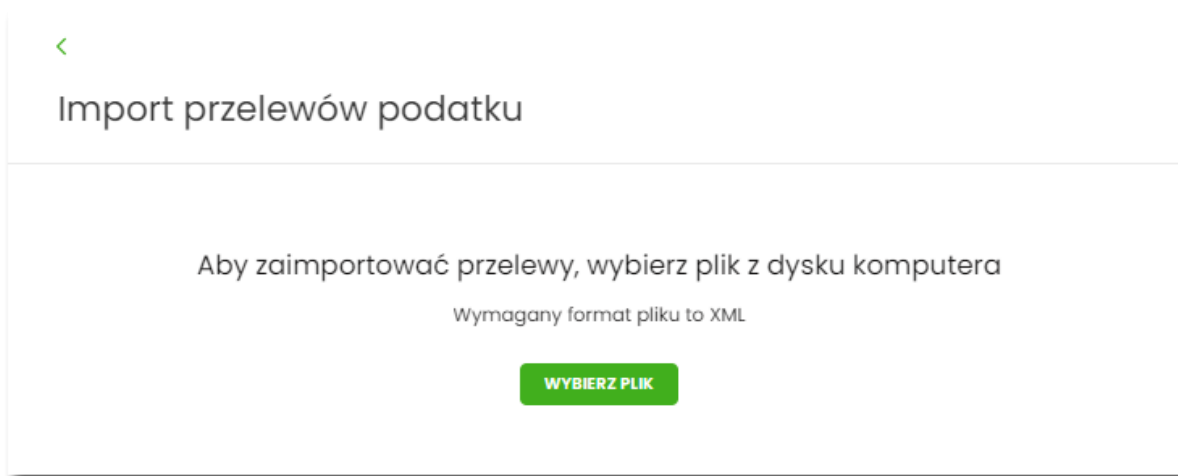 Import przelewów podatku
Aby zaimportować przelewy, wybierz plik z dysku komputera
Wymagany format pliku to XML
WYBIERZ PLIK